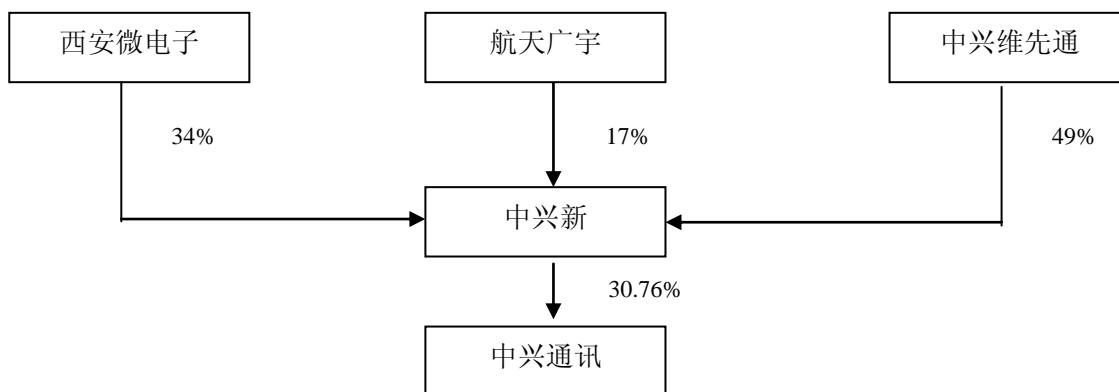 西安微电子
航天广宇
中兴维先通
34%
17%
49%
中兴新
30.76%
中兴通讯